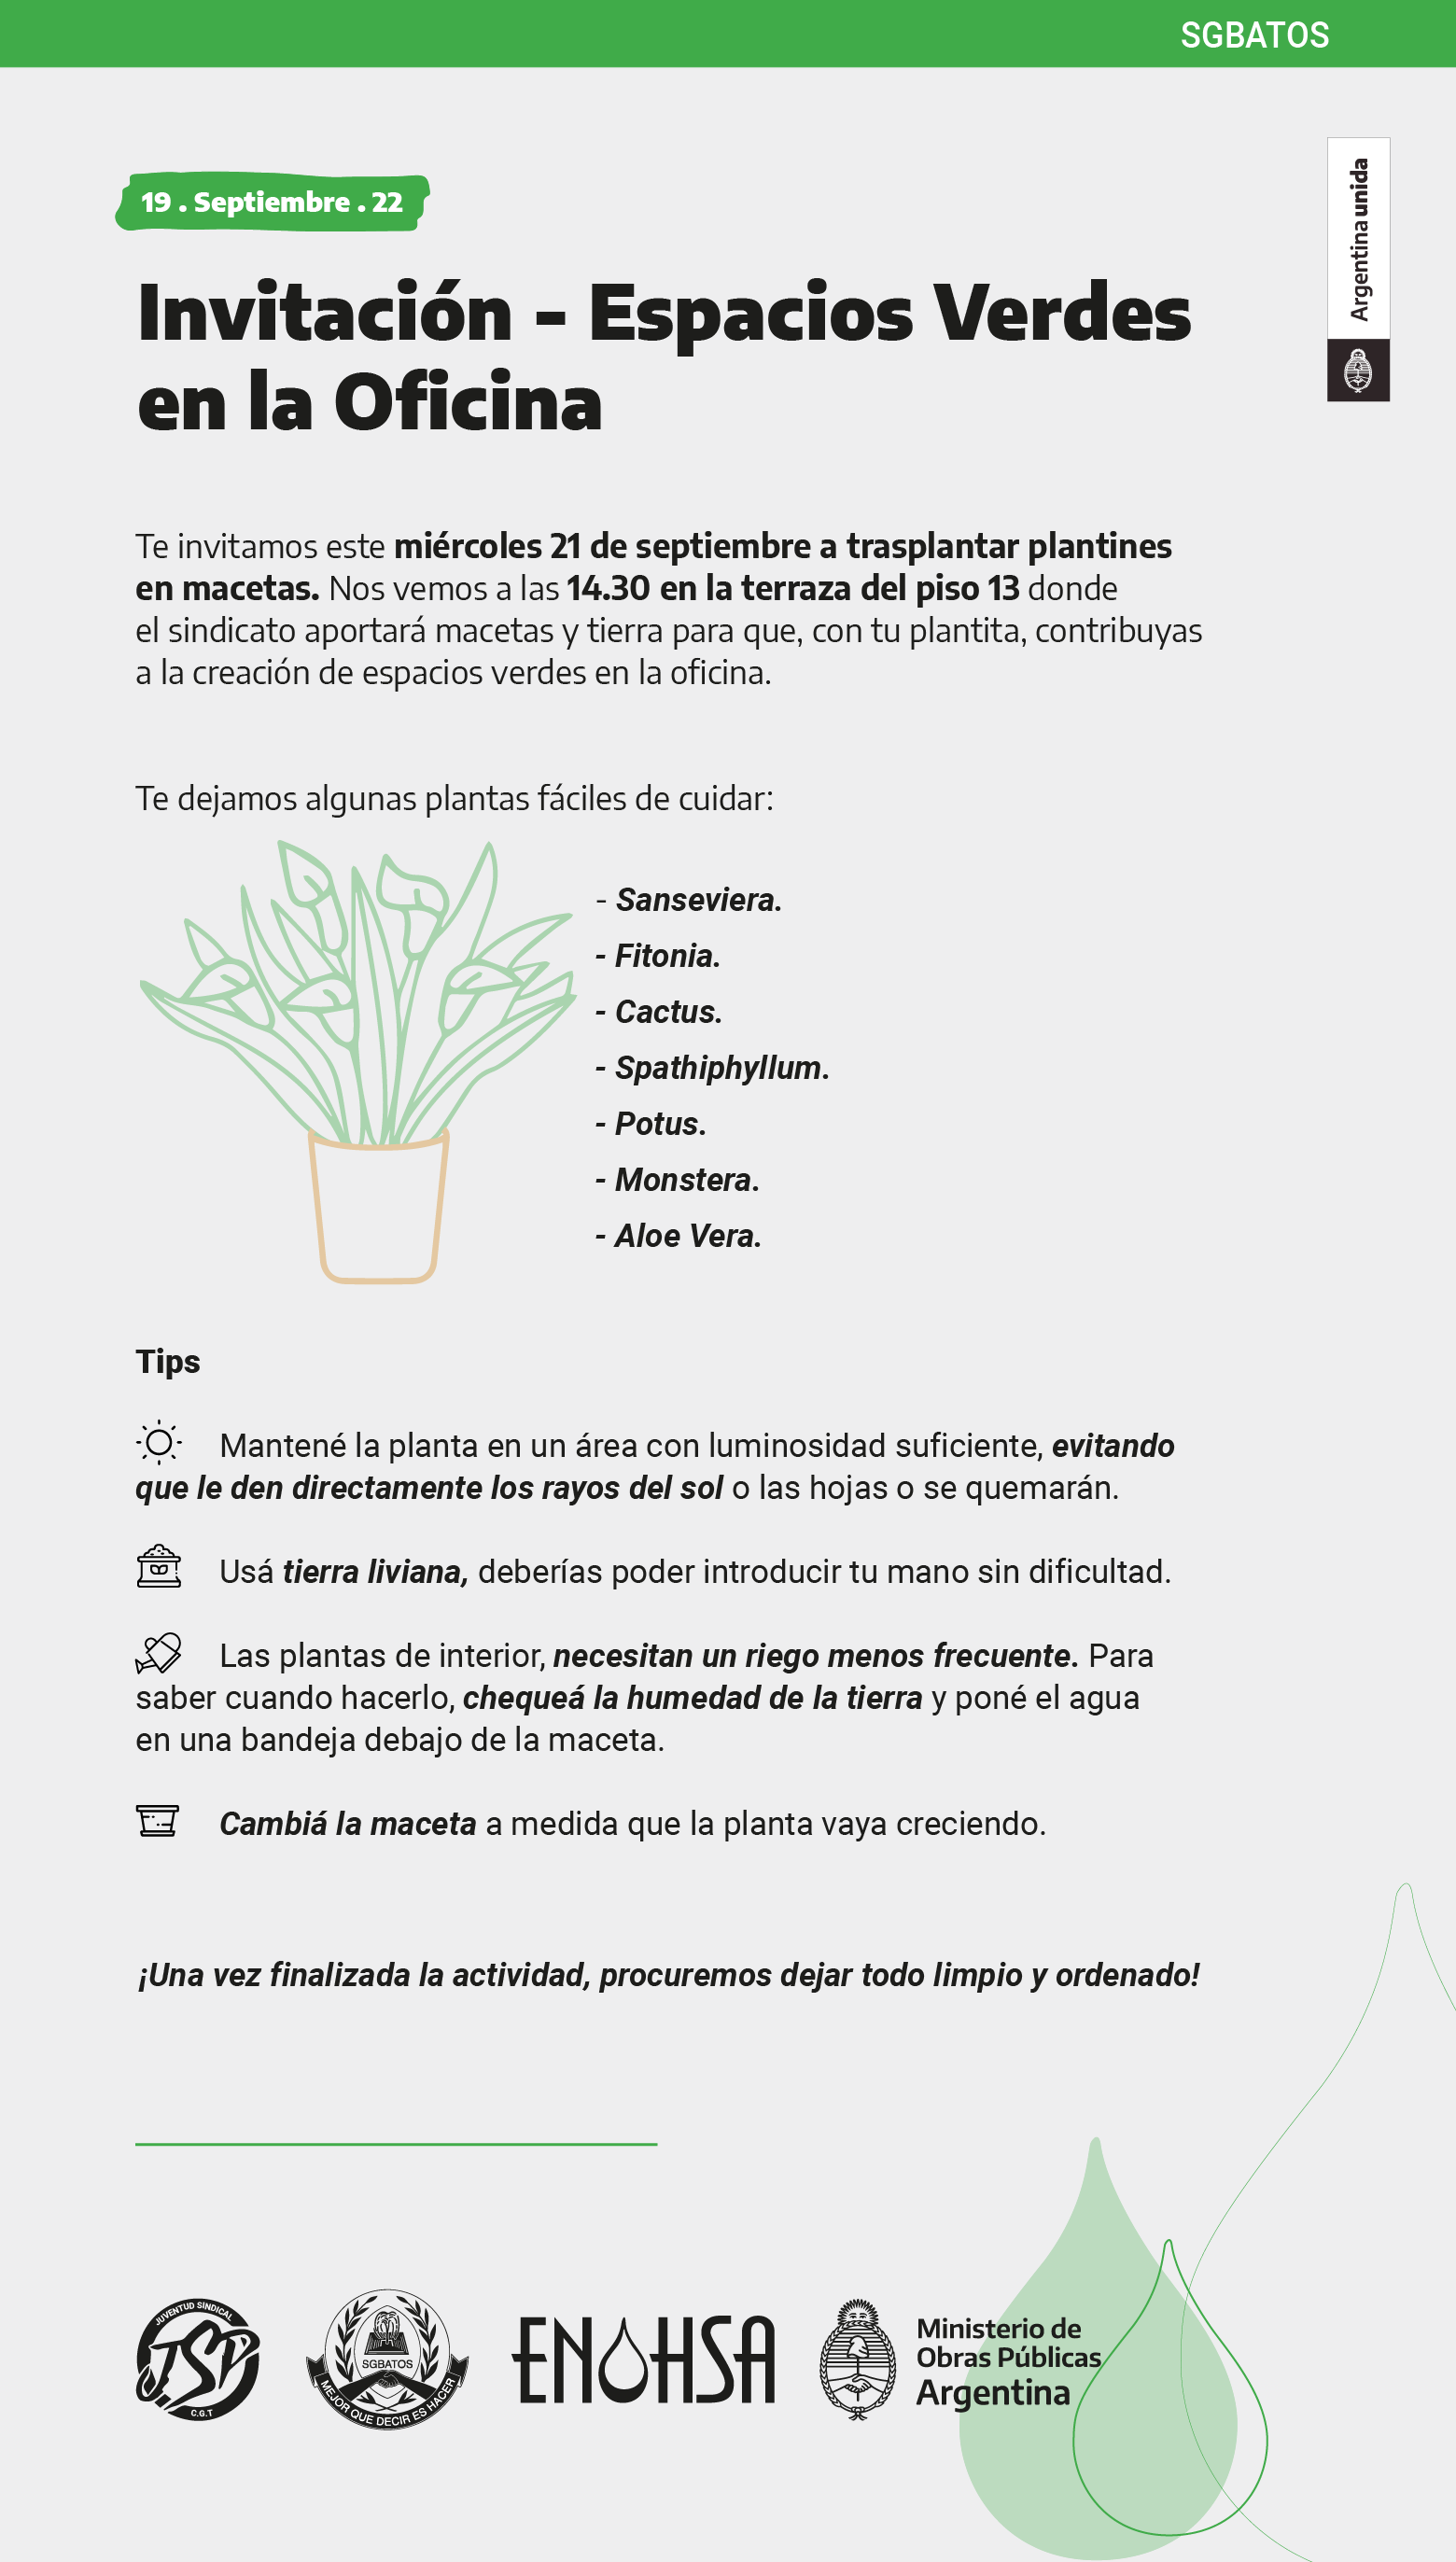 SGBATOS
Argentina unida
19 . Septiembre . 22
Invitación - Espacios Verdes
en la Oficina
Te invitamos este miércoles 21 de septiembre a trasplantar plantines
en macetas. Nos vemos a las 14.30 en la terraza del piso 13 donde
el sindicato aportará macetas y tierra para que, con tu plantita, contribuyas
a la creación de espacios verdes en la oficina.
Te dejamos algunas plantas fáciles de cuidar:
- Sanseviera.
- Fitonia.
- Cactus.
- Spathiphyllum.
- Potus.
- Monstera.
- Aloe Vera.
Tips
Mantené la planta en un área con luminosidad suficiente, evitando
que le den directamente los rayos del sol o las hojas o se quemarán.
Usá tierra liviana, deberías poder introducir tu mano sin dificultad.
Las plantas de interior, necesitan un riego menos frecuente. Para
saber cuando hacerlo, chequeá la humedad de la tierra y poné el agua
en una bandeja debajo de la maceta.
Cambiá la maceta a medida que la planta vaya creciendo.
¡Una vez finalizada la actividad, procuremos dejar todo limpio y ordenado!
JUVENTUD SINDICAL
JSP
C.G.T
SGBATOS
MEJOR QUE DECIR ES HACER
ENOHSA
Ministerio de
Obras Públicas
Argentina